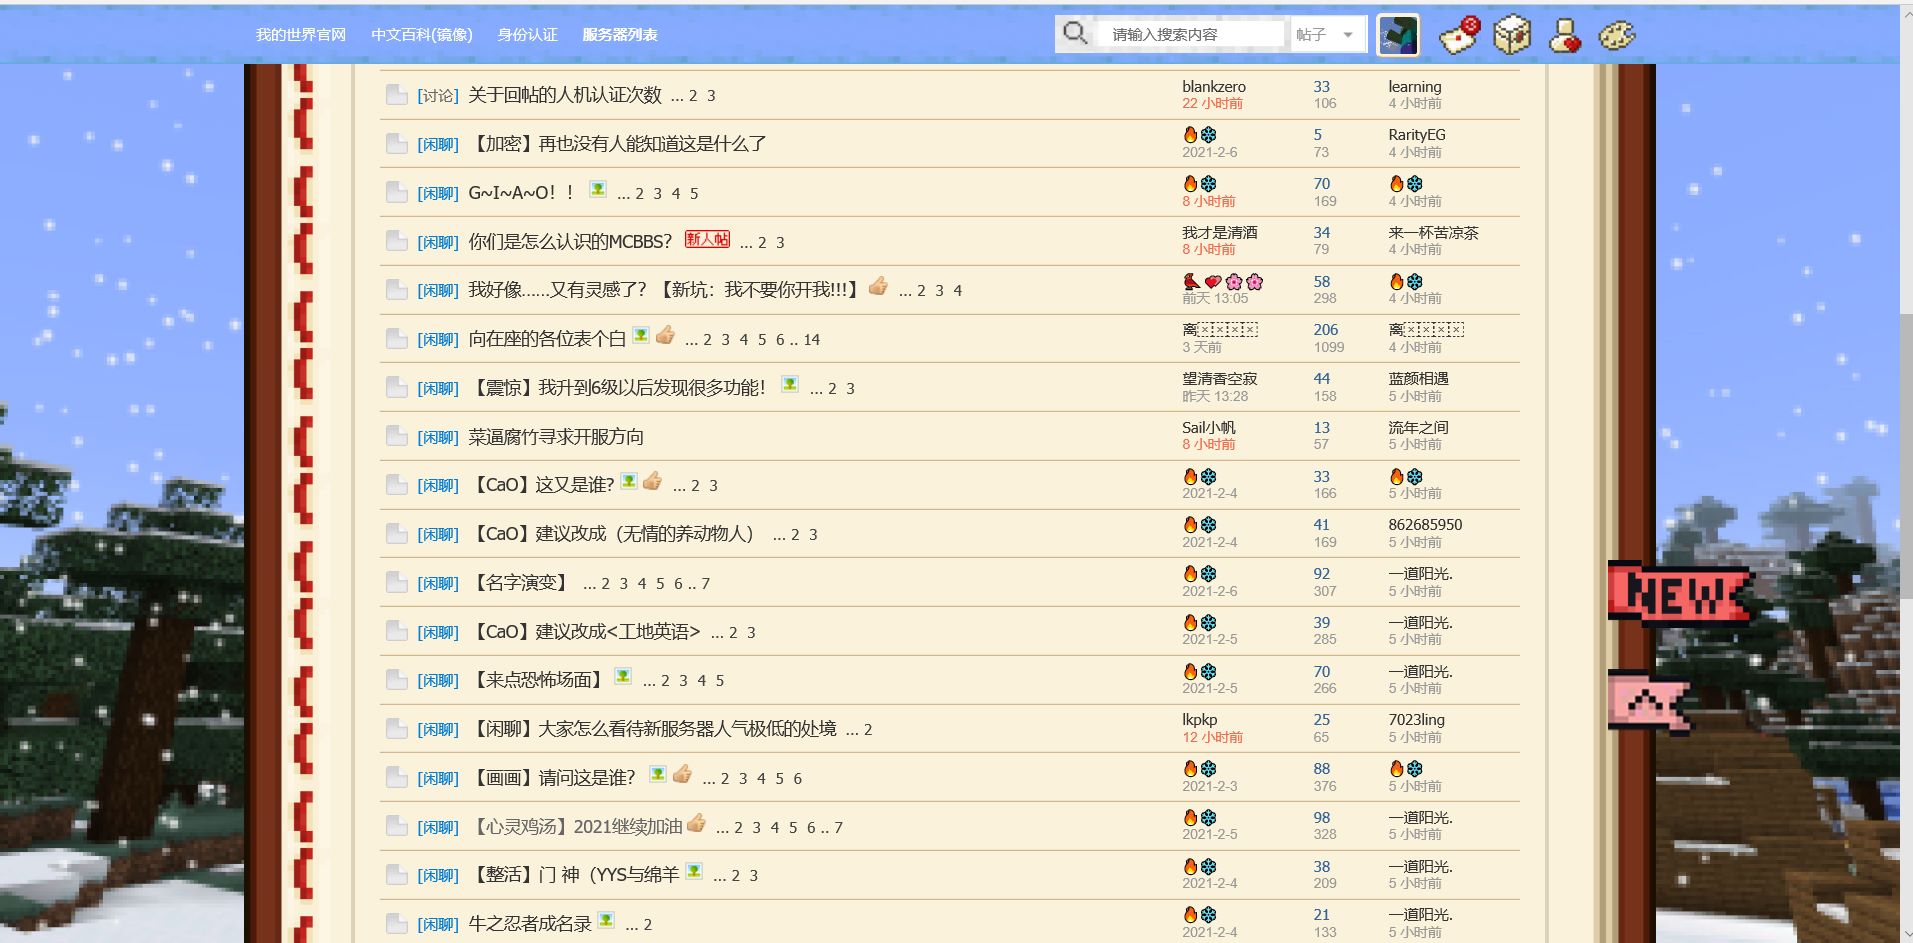 我的世界官网 中文百科(镜像) 身份认证 服务器列表 请输入搜索内容 帖子
[讨论] 关于回帖的人机认证次数 ... 2 3 blankzero 33 learning
22 小时前 106 4 小时前
[闲聊] 【加密】再也没有人能知道这是什么了 🔥❄ 5 RarityEG
2021-2-6 73 4 小时前
[闲聊] G~I~A~O！！ ... 2 3 4 5 🔥❄ 70 🔥❄
8 小时前 169 4 小时前
[闲聊] 你们是怎么认识的MCBBS？ 新人帖 ... 2 3 我才是清酒 34 来一杯苦凉茶
8 小时前 79 4 小时前
[闲聊] 我好像......又有灵感了？【新坑：我不要你开我!!!】 ... 2 3 4 58 🔥❄
前天 13:05 298 4 小时前
[闲聊] 向在座的各位表个白 ... 2 3 4 5 6 .. 14 离 206 离
3 天前 1099 4 小时前
[闲聊] 【震惊】我升到6级以后发现很多功能！ ... 2 3 望清香空寂 44 蓝颜相遇
昨天 13:28 158 5 小时前
[闲聊] 菜逼腐竹寻求开服方向 Sail小帆 13 流年之间
8 小时前 57 5 小时前
[闲聊] 【CaO】这又是谁? ... 2 3 🔥❄ 33 🔥❄
2021-2-4 166 5 小时前
[闲聊] 【CaO】建议改成（无情的养动物人） ... 2 3 🔥❄ 41 862685950
2021-2-4 169 5 小时前
[闲聊] 【名字演变】 ... 2 3 4 5 6 .. 7 🔥❄ 92 一道阳光.
2021-2-6 307 5 小时前
[闲聊] 【CaO】建议改成<工地英语> ... 2 3 🔥❄ 39 一道阳光.
2021-2-5 285 5 小时前
[闲聊] 【来点恐怖场面】 ... 2 3 4 5 🔥❄ 70 一道阳光.
2021-2-5 266 5 小时前
[闲聊] 【闲聊】大家怎么看待新服务器人气极低的处境 ... 2 lkpkp 25 7023ling
12 小时前 65 5 小时前
[闲聊] 【画画】请问这是谁？ ... 2 3 4 5 6 🔥❄ 88 🔥❄
2021-2-3 376 5 小时前
[闲聊] 【心灵鸡汤】2021继续加油 ... 2 3 4 5 6 .. 7 🔥❄ 98 一道阳光.
2021-2-5 328 5 小时前
[闲聊] 【整活】门 神（YYS与绵羊 ... 2 3 🔥❄ 38 一道阳光.
2021-2-4 209 5 小时前
[闲聊] 牛之忍者成名录 ... 2 🔥❄ 21 一道阳光.
2021-2-4 133 5 小时前
NEW